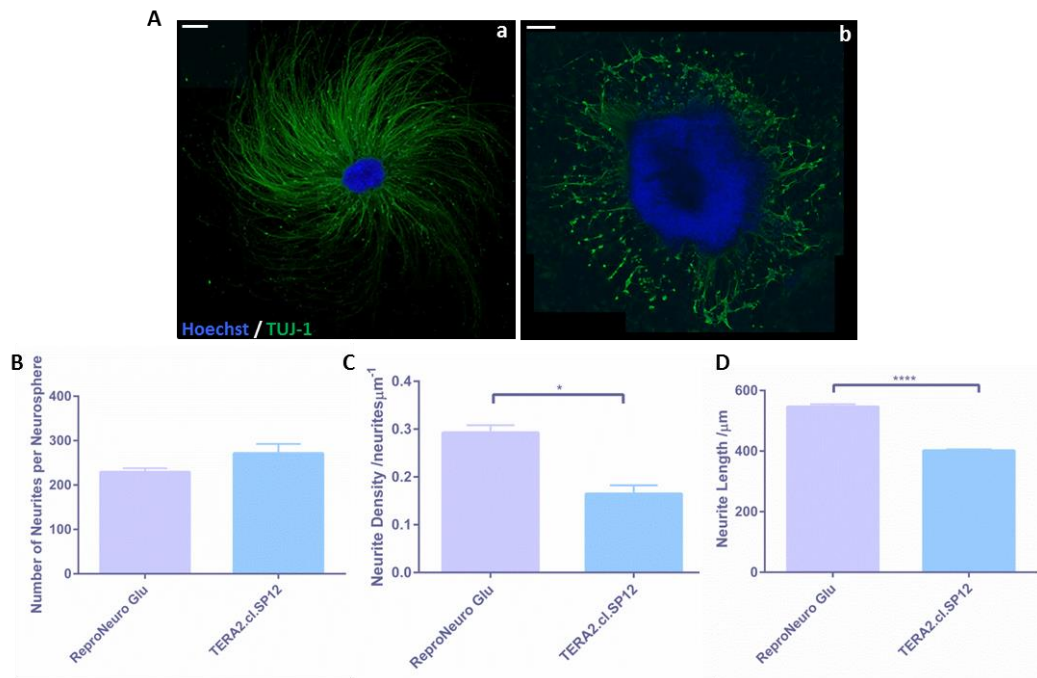 A
a
b
Hoechst / TUJ-1
B
Number of Neurites per Neurosphere
400
300
200
100
0
ReproNeuro Glu
TERA2.cl.SP12
C
Neurite Density /neuritesμm⁻¹
0.4
0.3
0.2
0.1
0.0
*
ReproNeuro Glu
TERA2.cl.SP12
D
Neurite Length /μm
600
400
200
0
****
ReproNeuro Glu
TERA2.cl.SP12